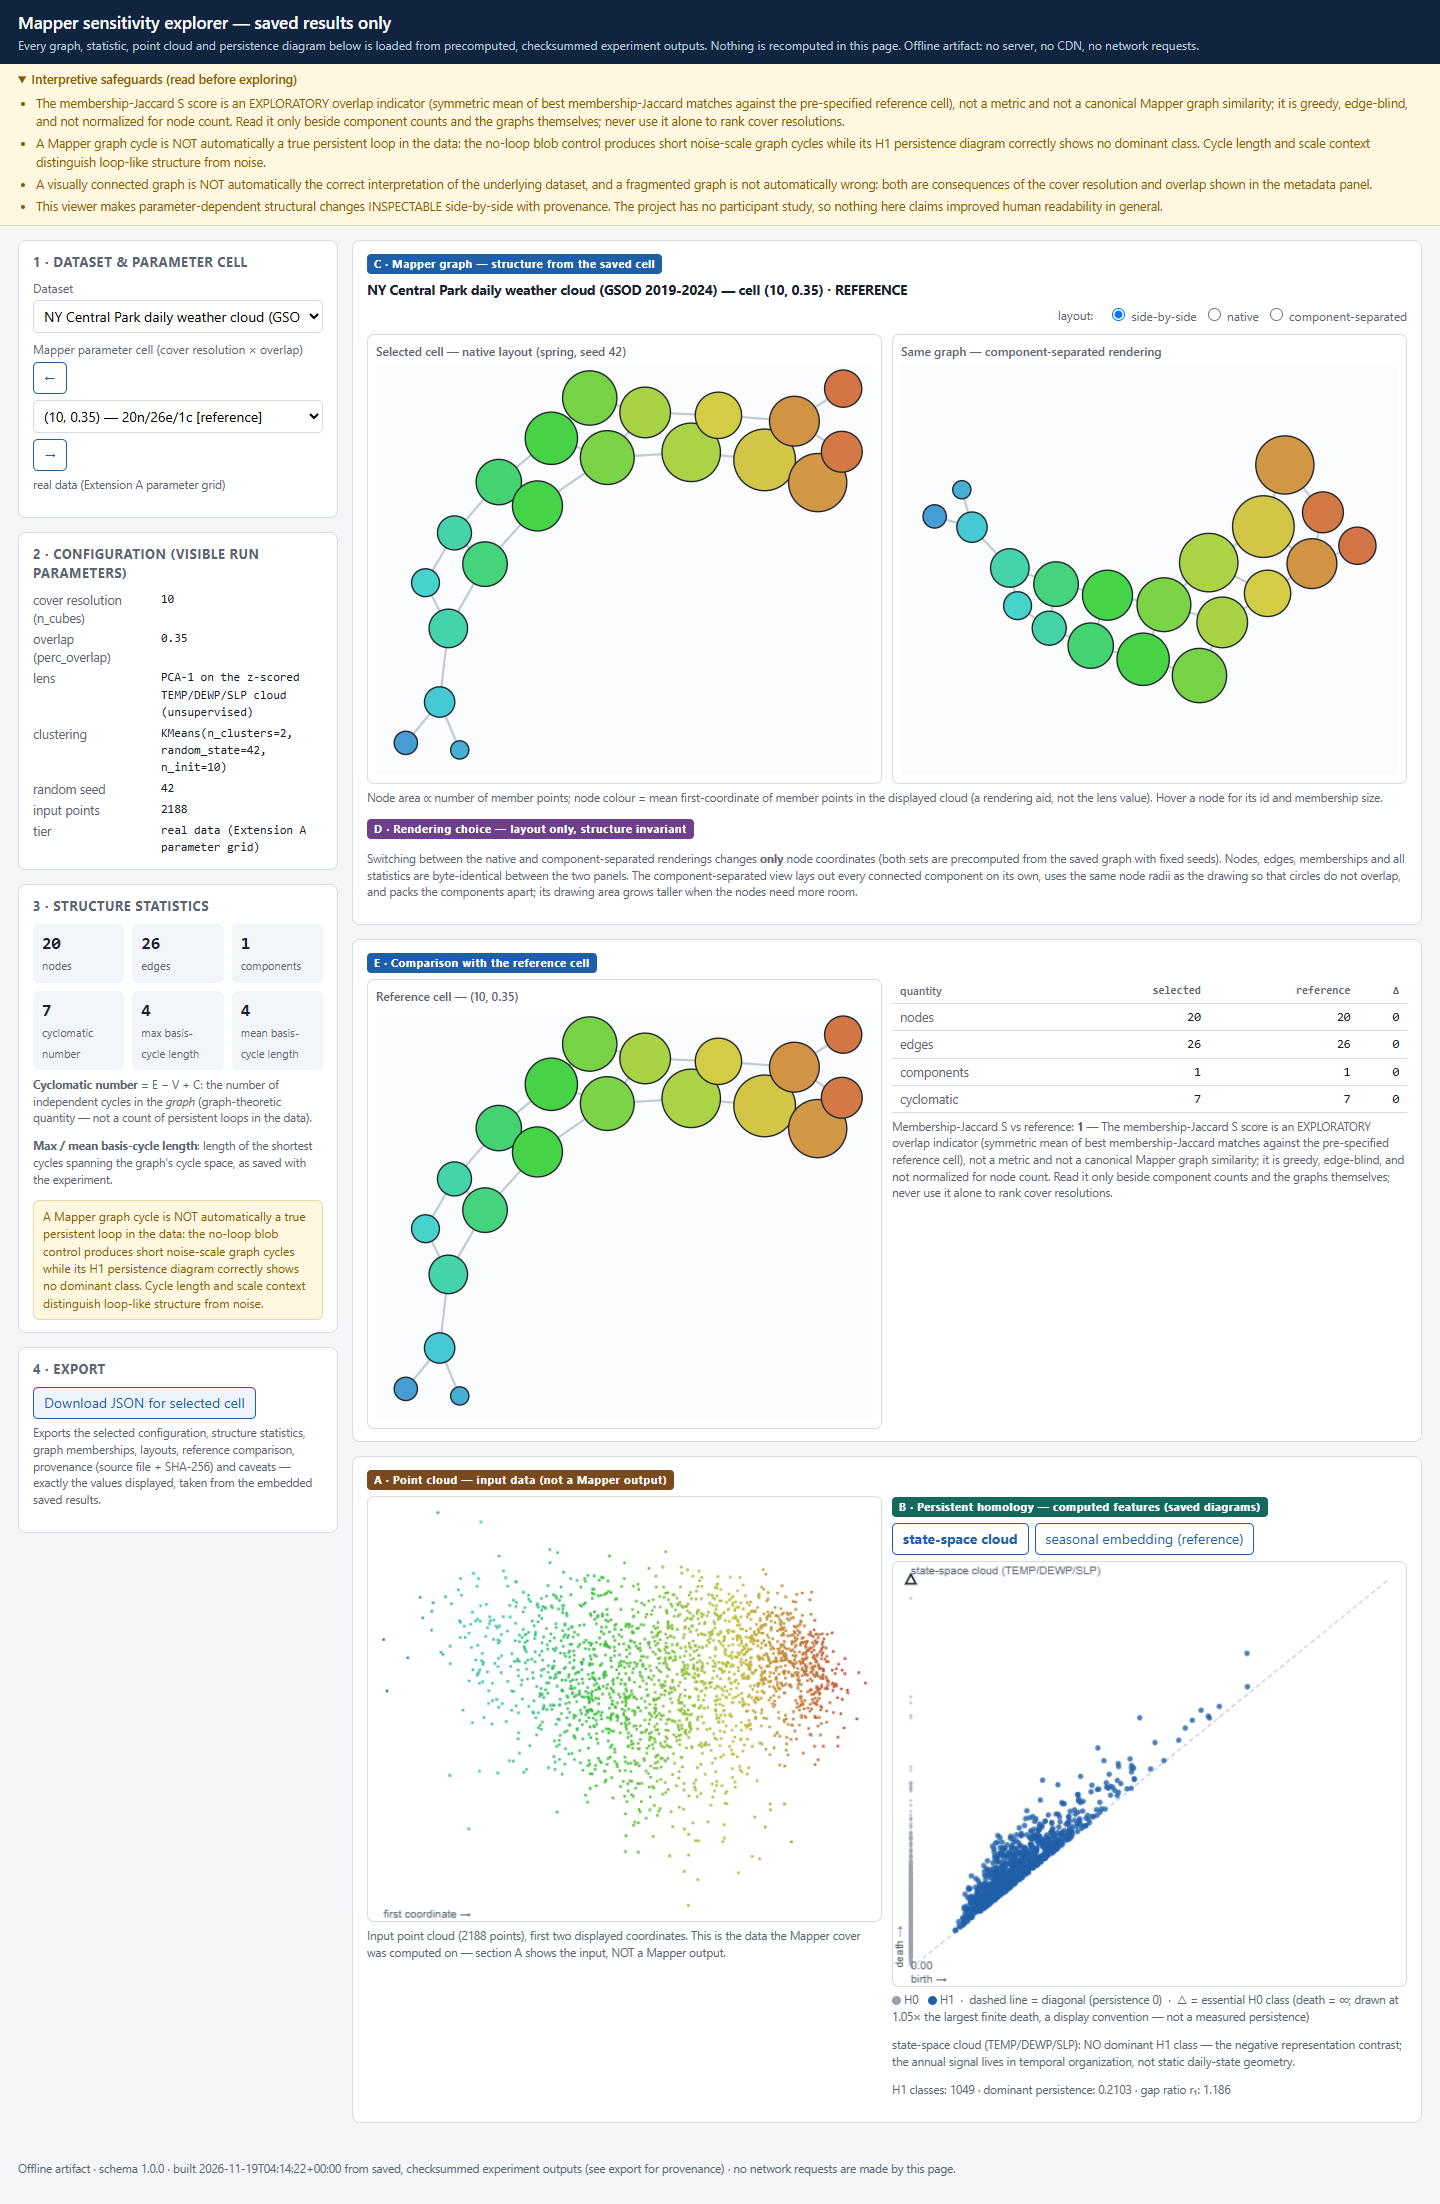 Mapper sensitivity explorer — saved results only
Every graph, statistic, point cloud and persistence diagram below is loaded from precomputed, checksummed experiment outputs. Nothing is recomputed in this page. Offline artifact: no server, no CDN, no network requests.
▼ Interpretive safeguards (read before exploring)
• The membership-Jaccard S score is an EXPLORATORY overlap indicator (symmetric mean of best membership-Jaccard matches against the pre-specified reference cell), not a metric and not a canonical Mapper graph similarity; it is greedy, edge-blind,
and not normalized for node count. Read it only beside component counts and the graphs themselves; never use it alone to rank cover resolutions.
• A Mapper graph cycle is NOT automatically a true persistent loop in the data: the no-loop blob control produces short noise-scale graph cycles while its H1 persistence diagram correctly shows no dominant class. Cycle length and scale context
distinguish loop-like structure from noise.
• A visually connected graph is NOT automatically the correct interpretation of the underlying dataset, and a fragmented graph is not automatically wrong: both are consequences of the cover resolution and overlap shown in the metadata panel.
• This viewer makes parameter-dependent structural changes INSPECTABLE side-by-side with provenance. The project has no participant study, so nothing here claims improved human readability in general.
1 · DATASET & PARAMETER CELL
Dataset
NY Central Park daily weather cloud (GSO
Mapper parameter cell (cover resolution × overlap)
←
(10, 0.35) — 20n/26e/1c [reference]
→
real data (Extension A parameter grid)
2 · CONFIGURATION (VISIBLE RUN
PARAMETERS)
cover resolution 10
(n_cubes)
overlap 0.35
(perc_overlap)
lens PCA-1 on the z-scored
TEMP/DEWP/SLP cloud
(unsupervised)
clustering KMeans(n_clusters=2,
random_state=42,
n_init=10)
random seed 42
input points 2188
tier real data (Extension A
parameter grid)
3 · STRUCTURE STATISTICS
20 26 1
nodes edges components
7 4 4
cyclomatic max basis- mean basis-
number cycle length cycle length
Cyclomatic number = E − V + C: the number of
independent cycles in the graph (graph-theoretic
quantity — not a count of persistent loops in the data).
Max / mean basis-cycle length: length of the shortest
cycles spanning the graph's cycle space, as saved with
the experiment.
A Mapper graph cycle is NOT automatically a true
persistent loop in the data: the no-loop blob
control produces short noise-scale graph cycles
while its H1 persistence diagram correctly shows
no dominant class. Cycle length and scale context
distinguish loop-like structure from noise.
4 · EXPORT
Download JSON for selected cell
Exports the selected configuration, structure statistics,
graph memberships, layouts, reference comparison,
provenance (source file + SHA-256) and caveats —
exactly the values displayed, taken from the embedded
saved results.
C · Mapper graph — structure from the saved cell
NY Central Park daily weather cloud (GSOD 2019-2024) — cell (10, 0.35) · REFERENCE
layout: side-by-side native component-separated
Selected cell — native layout (spring, seed 42)
Same graph — component-separated rendering
Node area ∝ number of member points; node colour = mean first-coordinate of member points in the displayed cloud (a rendering aid, not the lens value). Hover a node for its id and membership size.
D · Rendering choice — layout only, structure invariant
Switching between the native and component-separated renderings changes only node coordinates (both sets are precomputed from the saved graph with fixed seeds). Nodes, edges, memberships and all
statistics are byte-identical between the two panels. The component-separated view lays out every connected component on its own, uses the same node radii as the drawing so that circles do not overlap,
and packs the components apart; its drawing area grows taller when the nodes need more room.
E · Comparison with the reference cell
Reference cell — (10, 0.35)
quantity selected reference Δ
nodes 20 20 0
edges 26 26 0
components 1 1 0
cyclomatic 7 7 0
Membership-Jaccard S vs reference: 1 — The membership-Jaccard S score is an EXPLORATORY
overlap indicator (symmetric mean of best membership-Jaccard matches against the pre-specified
reference cell), not a metric and not a canonical Mapper graph similarity; it is greedy, edge-blind, and
not normalized for node count. Read it only beside component counts and the graphs themselves;
never use it alone to rank cover resolutions.
A · Point cloud — input data (not a Mapper output)
first coordinate →
Input point cloud (2188 points), first two displayed coordinates. This is the data the Mapper cover
was computed on — section A shows the input, NOT a Mapper output.
B · Persistent homology — computed features (saved diagrams)
state-space cloud seasonal embedding (reference)
state-space cloud (TEMP/DEWP/SLP)
death →
0.00
birth →
H0 H1 · dashed line = diagonal (persistence 0) · △ = essential H0 class (death = ∞; drawn at
1.05× the largest finite death, a display convention — not a measured persistence)
state-space cloud (TEMP/DEWP/SLP): NO dominant H1 class — the negative representation contrast;
the annual signal lives in temporal organization, not static daily-state geometry.
H1 classes: 1049 · dominant persistence: 0.2103 · gap ratio r₁: 1.186
Offline artifact · schema 1.0.0 · built 2026-11-19T04:14:22+00:00 from saved, checksummed experiment outputs (see export for provenance) · no network requests are made by this page.